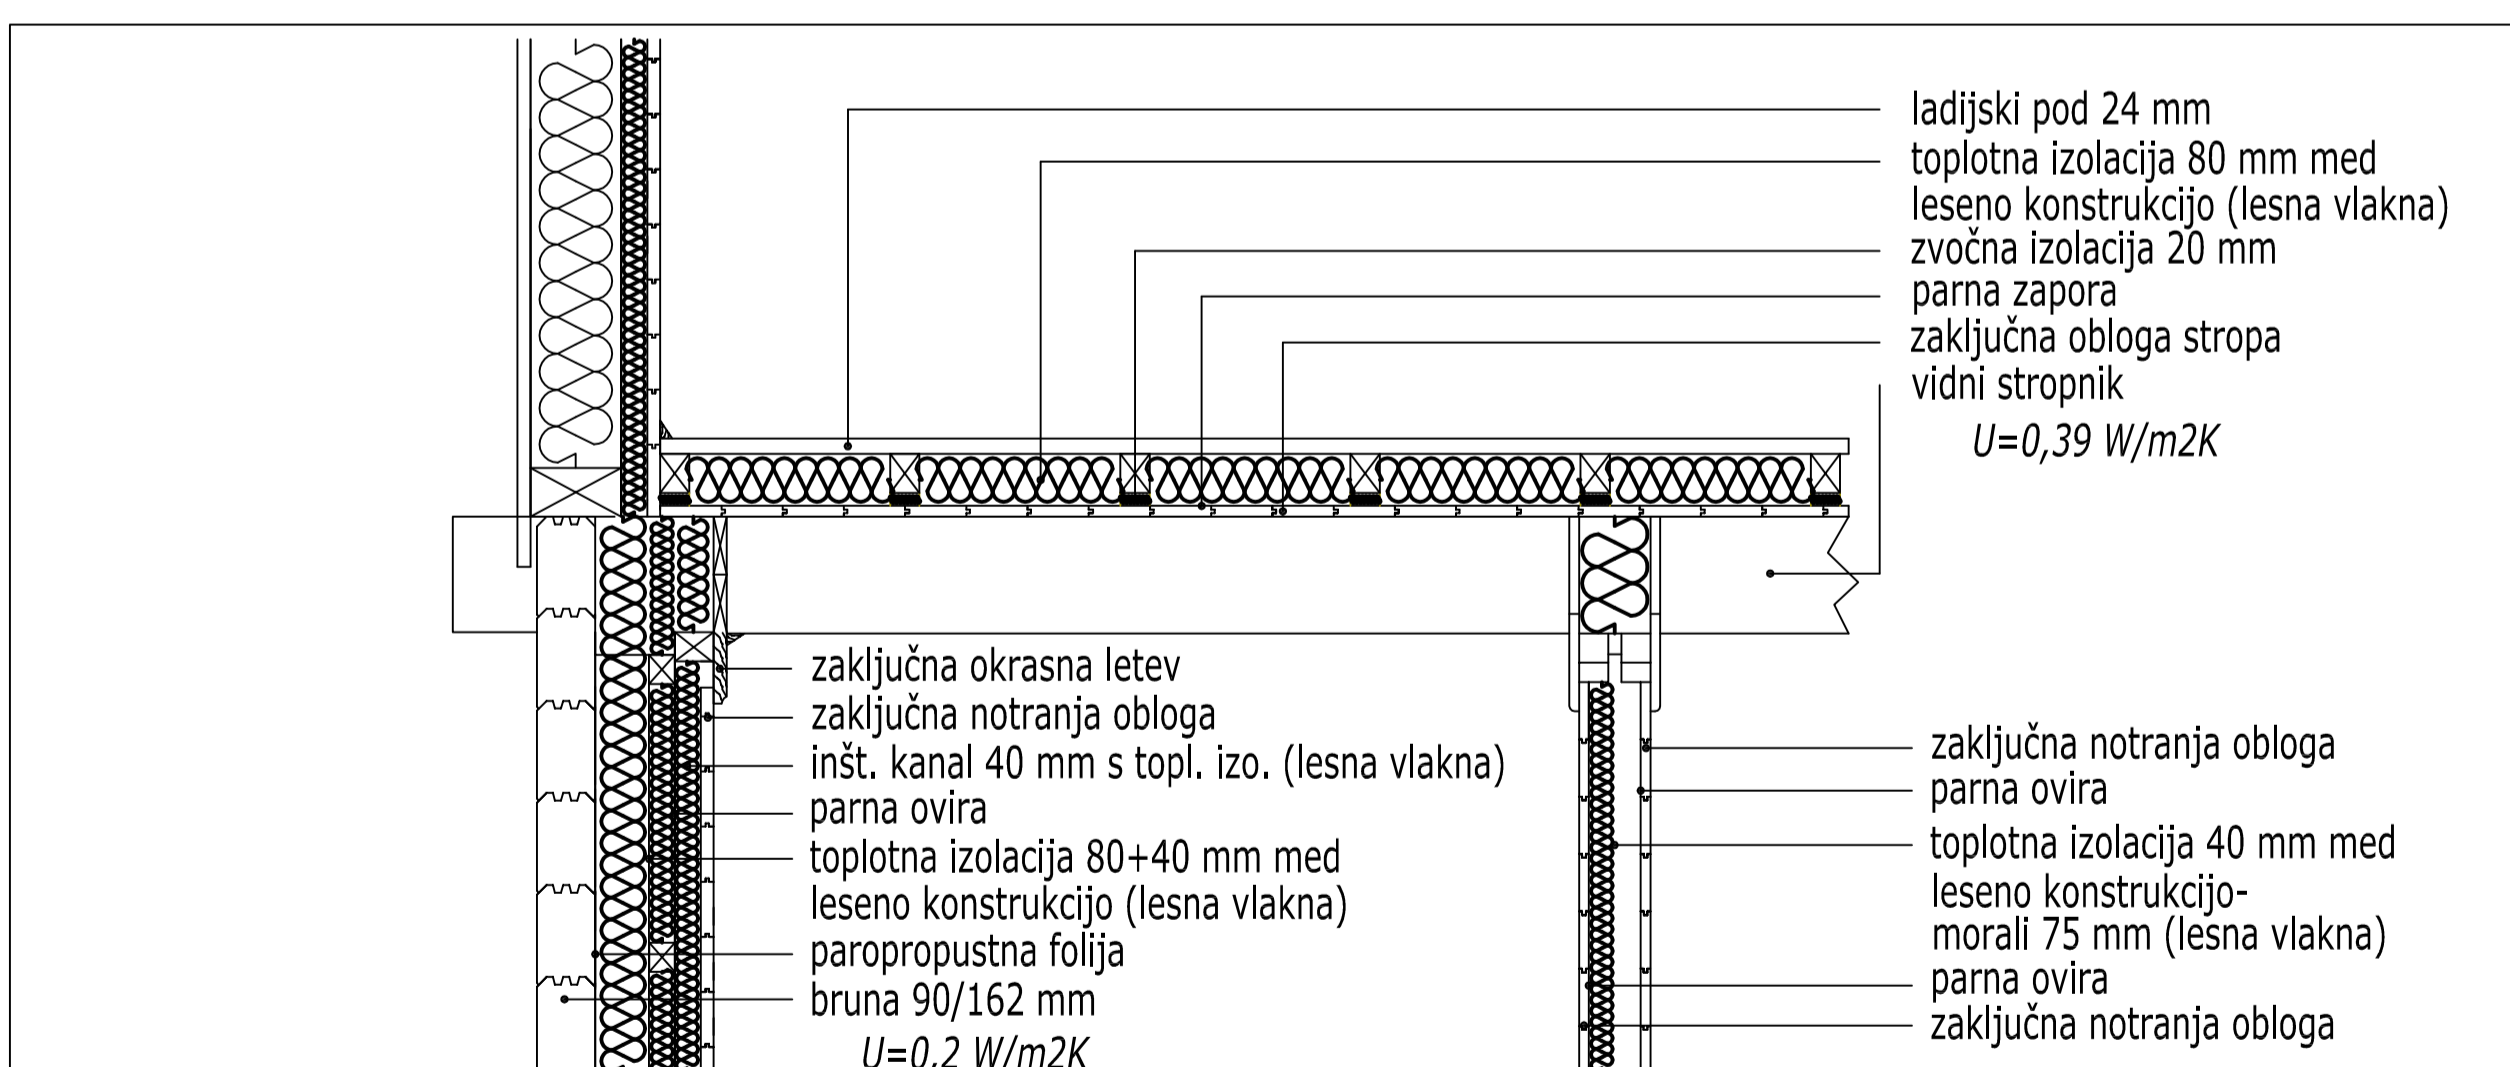 ladijski pod 24 mm
toplotna izolacija 80 mm med
leseno konstrukcijo (lesna vlakna)
zvočna izolacija 20 mm
parna zapora
zaključna obloga stropa
vidni stropnik
U=0,39 W/m2K
zaključna okrasna letev
zaključna notranja obloga
inšt. kanal 40 mm s topl. izo. (lesna vlakna)
parna ovira
toplotna izolacija 80+40 mm med
leseno konstrukcijo (lesna vlakna)
paropropustna folija
bruna 90/162 mm
U=0,2 W/m2K
zaključna notranja obloga
parna ovira
toplotna izolacija 40 mm med
leseno konstrukcijo-
morali 75 mm (lesna vlakna)
parna ovira
zaključna notranja obloga